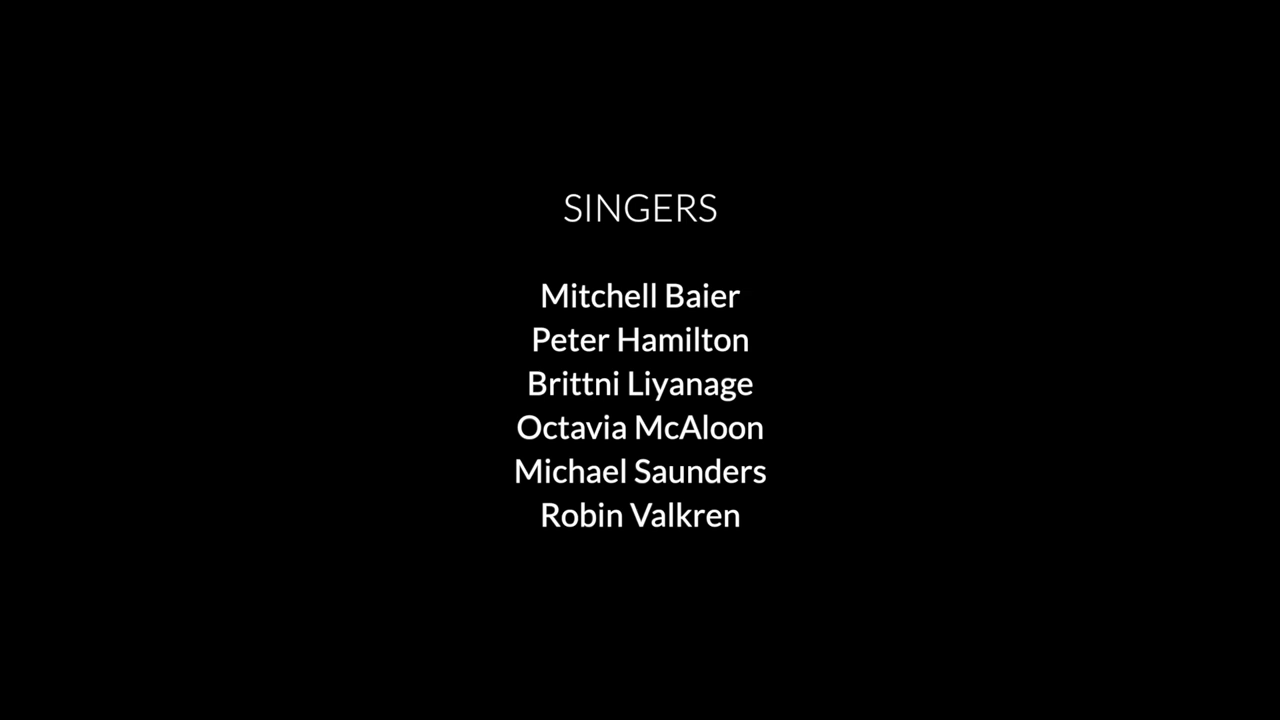 SINGERS
Mitchell Baier
Peter Hamilton
Brittni Liyanage
Octavia McAloon
Michael Saunders
Robin Valkren